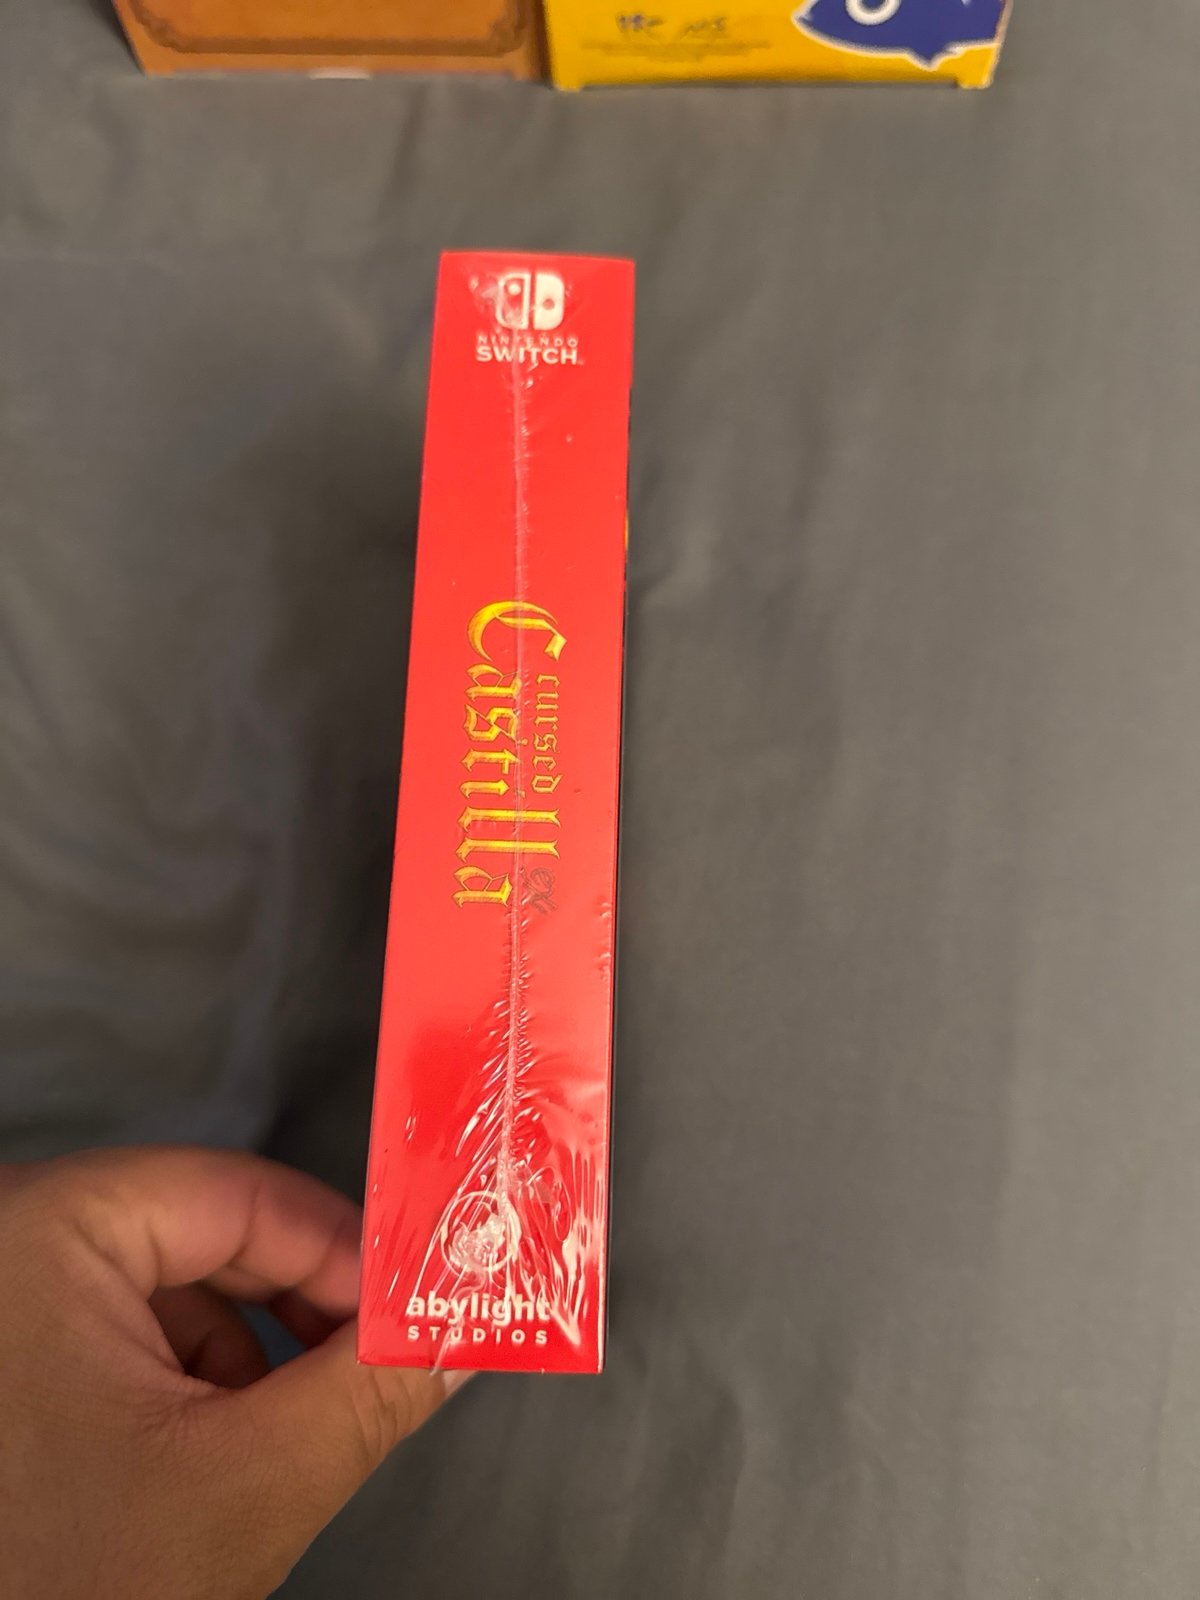 NINTENDO
SWITCH
cursed
Castilla
ex
abylight
STUDIOS